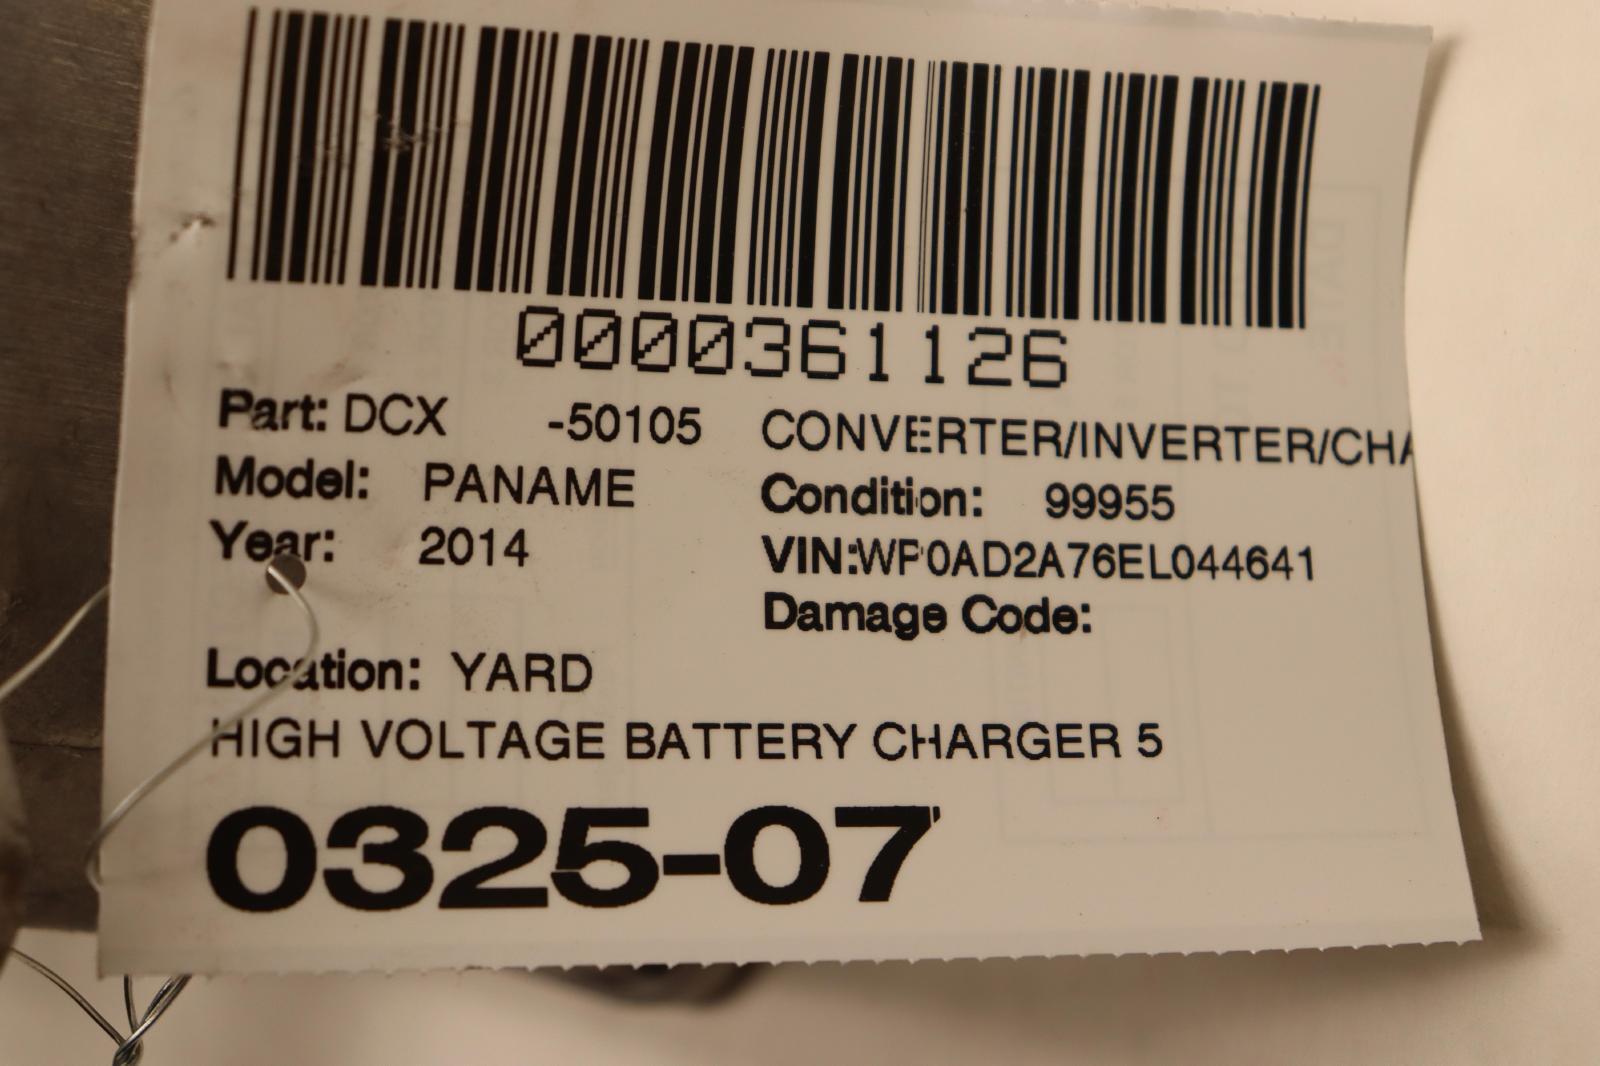 0000361126
Part: DCX -50105 CONVERTER/INVERTER/CHA
Model: PANAME Condition: 99955
Year: 2014 VIN:WP0AD2A76EL044641
Damage Code:
Location: YARD
HIGH VOLTAGE BATTERY CHARGER 5
0325-07